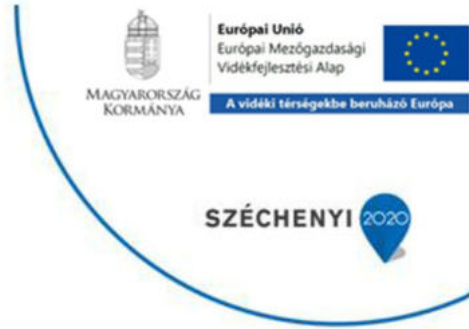 Európai Unió
Európai Mezőgazdasági
Vidékfejlesztési Alap
MAGYARORSZÁG
KORMÁNYA
A vidéki térségekbe beruházó Európa
SZÉCHENYI 2020